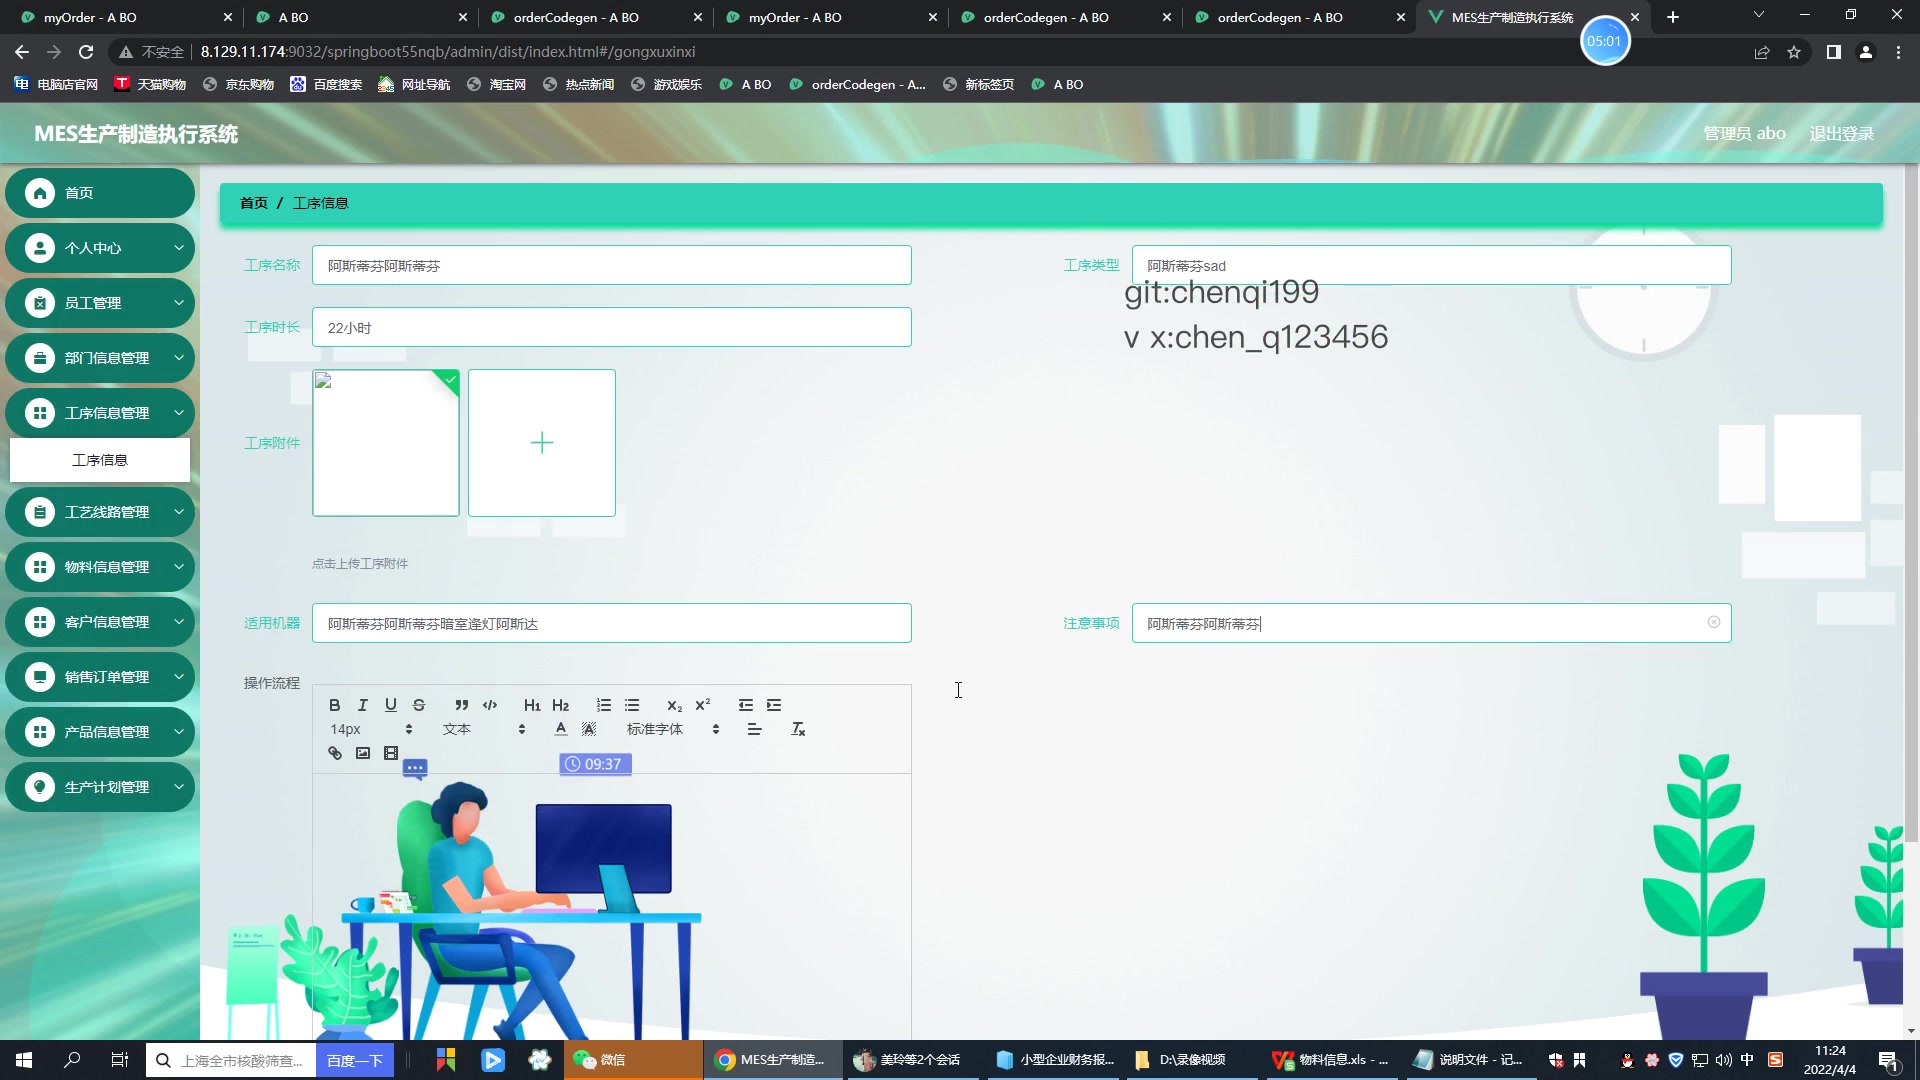 myOrder - A BO
A BO
orderCodegen - A BO
myOrder - A BO
orderCodegen - A BO
orderCodegen - A BO
MES生产制造执行系统
05:01
不安全
8.129.11.174:9032/springboot55nqb/admin/dist/index.html#/gongxuxinxi
电脑店官网
天猫购物
京东购物
百度搜索
网址导航
淘宝网
热点新闻
游戏娱乐
A BO
orderCodegen - A...
新标签页
A BO
MES生产制造执行系统
管理员 abo
退出登录
首页
个人中心
员工管理
部门信息管理
工序信息管理
工序信息
工艺线路管理
物料信息管理
客户信息管理
销售订单管理
产品信息管理
生产计划管理
首页 / 工序信息
工序名称
阿斯蒂芬阿斯蒂芬
工序类型
阿斯蒂芬sad
git:chenqi199
v x:chen_q123456
工序时长
22小时
工序附件
点击上传工序附件
适用机器
阿斯蒂芬阿斯蒂芬暗室逢灯阿斯达
注意事项
阿斯蒂芬阿斯蒂芬
操作流程
14px
文本
标准字体
09:37
上海全市核酸筛查...
百度一下
微信
MES生产制造...
美玲等2个会话
小型企业财务报...
D:\录像视频
物料信息.xls - ...
说明文件 - 记...
中
11:24
2022/4/4